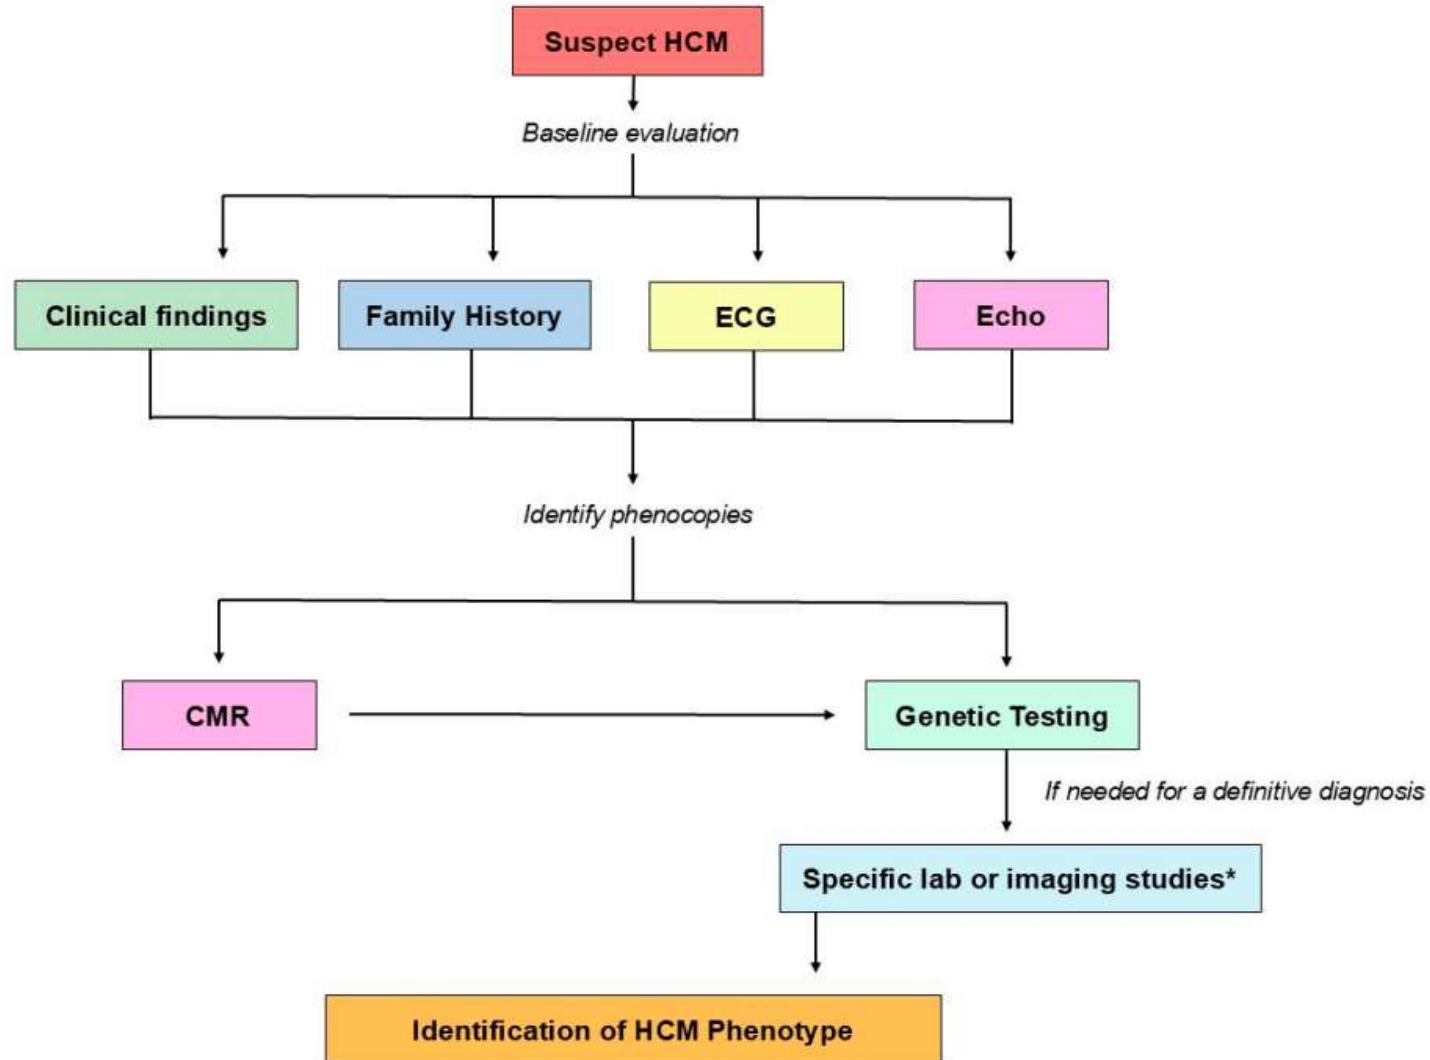 Suspect HCM
Baseline evaluation
Clinical findings
Family History
ECG
Echo
Identify phenocopies
CMR
Genetic Testing
If needed for a definitive diagnosis
Specific lab or imaging studies*
Identification of HCM Phenotype